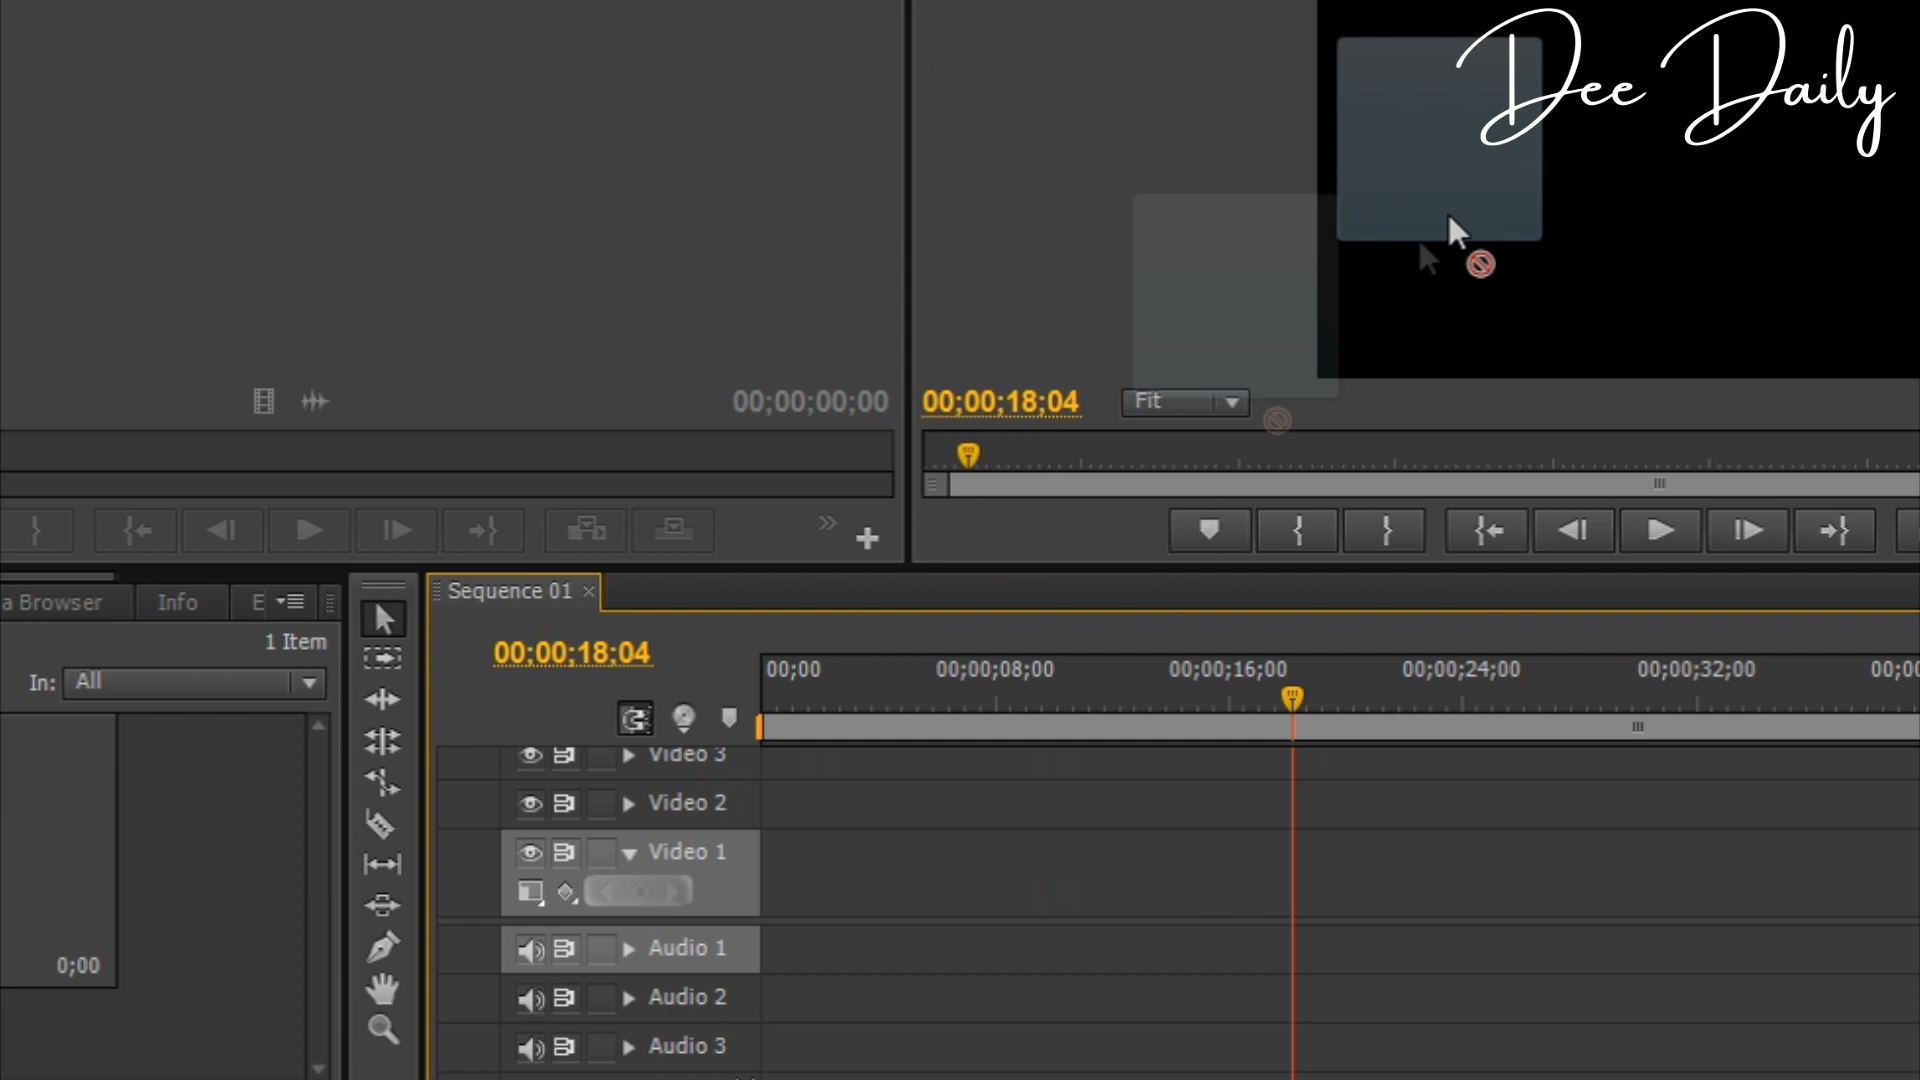 Dee Daily
00;00;00;00
00;00;18;04
Fit
a Browser
Info
E
Sequence 01
1 Item
00;00;18;04
In:
All
00;00
00;00;08;00
00;00;16;00
00;00;24;00
00;00;32;00
00;0
Video 3
Video 2
Video 1
Audio 1
0;00
Audio 2
Audio 3